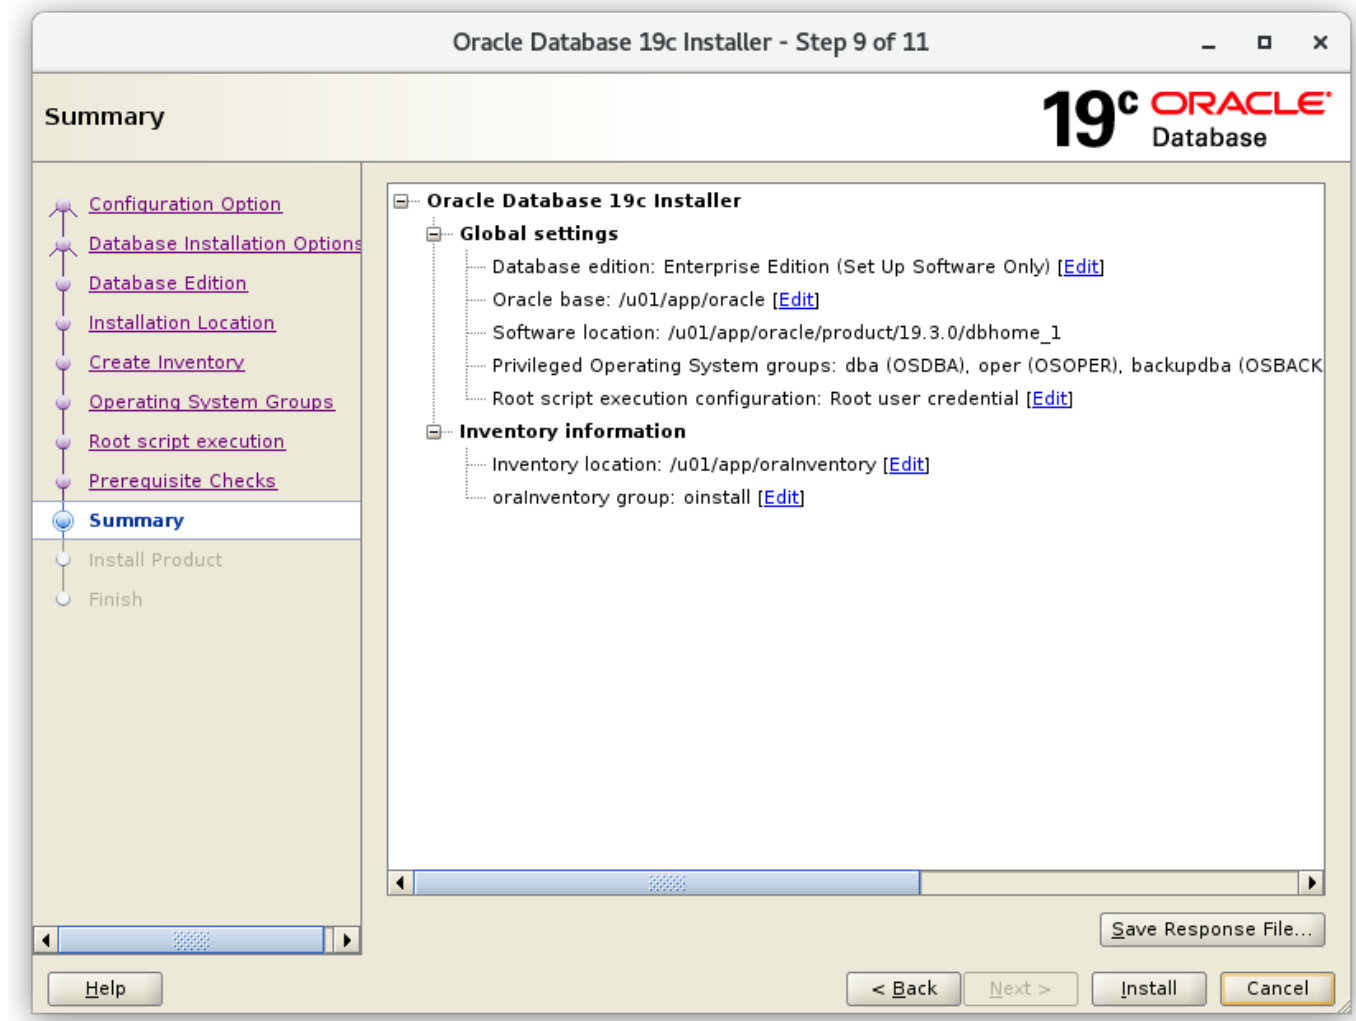 Oracle Database 19c Installer - Step 9 of 11
Summary
19c ORACLE
Database
Configuration Option
Database Installation Options
Database Edition
Installation Location
Create Inventory
Operating System Groups
Root script execution
Prerequisite Checks
Summary
Install Product
Finish
Oracle Database 19c Installer
Global settings
Database edition: Enterprise Edition (Set Up Software Only) [Edit]
Oracle base: /u01/app/oracle [Edit]
Software location: /u01/app/oracle/product/19.3.0/dbhome_1
Privileged Operating System groups: dba (OSDBA), oper (OSOPER), backupdba (OSBACK
Root script execution configuration: Root user credential [Edit]
Inventory information
Inventory location: /u01/app/oraInventory [Edit]
oraInventory group: oinstall [Edit]
Save Response File...
Help
< Back
Next >
Install
Cancel